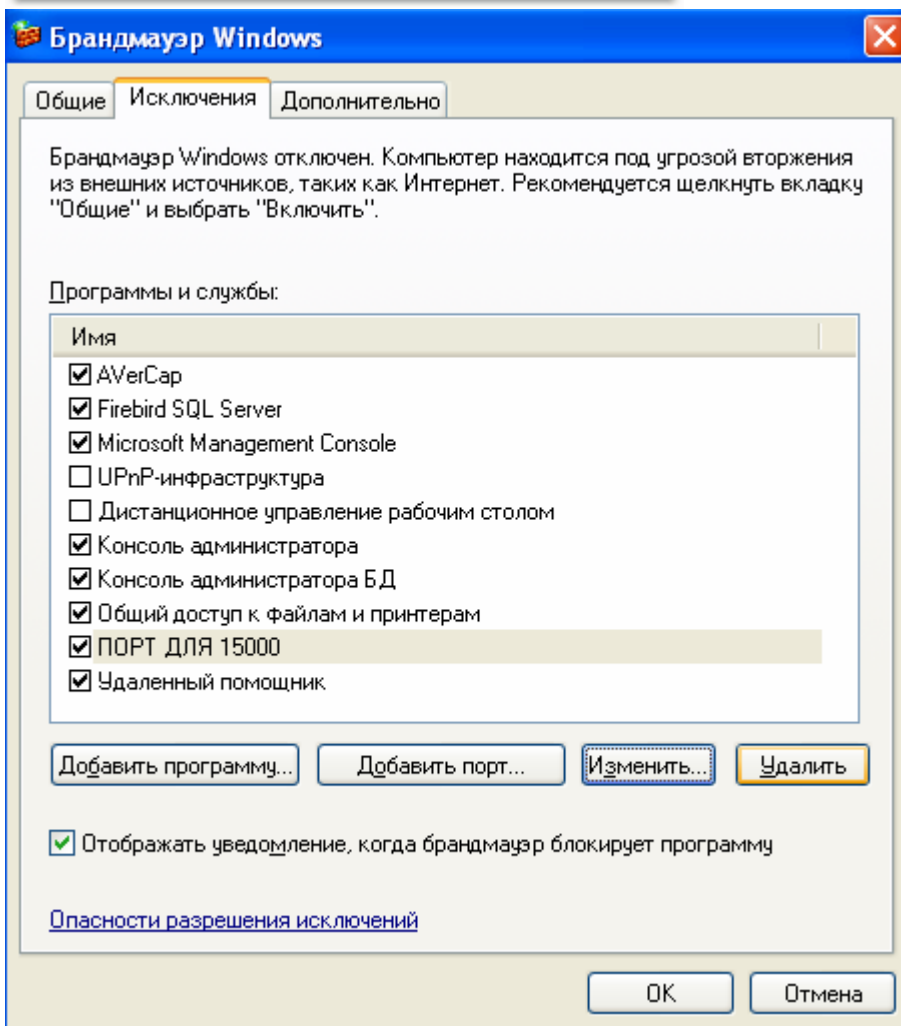 Брандмауэр Windows
Общие Исключения Дополнительно
Брандмауэр Windows отключен. Компьютер находится под угрозой вторжения
из внешних источников, таких как Интернет. Рекомендуется щелкнуть вкладку
"Общие" и выбрать "Включить".
Программы и службы:
Имя
AVerCap
Firebird SQL Server
Microsoft Management Console
UPnP-инфраструктура
Дистанционное управление рабочим столом
Консоль администратора
Консоль администратора БД
Общий доступ к файлам и принтерам
ПОРТ ДЛЯ 15000
Удаленный помощник
Добавить программу... Добавить порт... Изменить... Удалить
Отображать уведомление, когда брандмауэр блокирует программу
Опасности разрешения исключений
OK Отмена